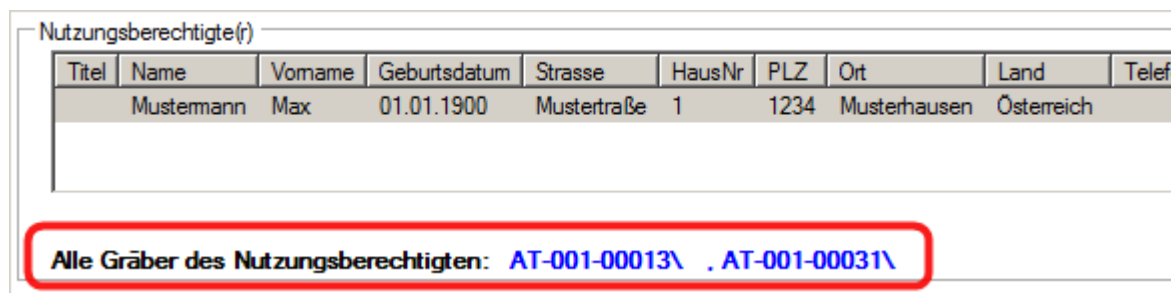 Nutzungsberechtigte(r)
Titel Name Vorname Geburtsdatum Strasse HausNr PLZ Ort Land Telef
Mustermann Max 01.01.1900 Mustertraße 1 1234 Musterhausen Österreich
Alle Gräber des Nutzungsberechtigten: AT-001-00013\ , AT-001-00031\